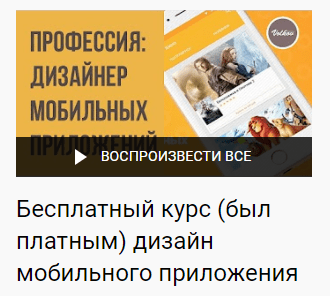 ПРОФЕССИЯ:
ДИЗАЙНЕР
МОБИЛЬНЫХ
ПРИЛОЖЕНИЙ
Volkov
ВОСПРОИЗВЕСТИ ВСЕ
Бесплатный курс (был
платным) дизайн
мобильного приложения